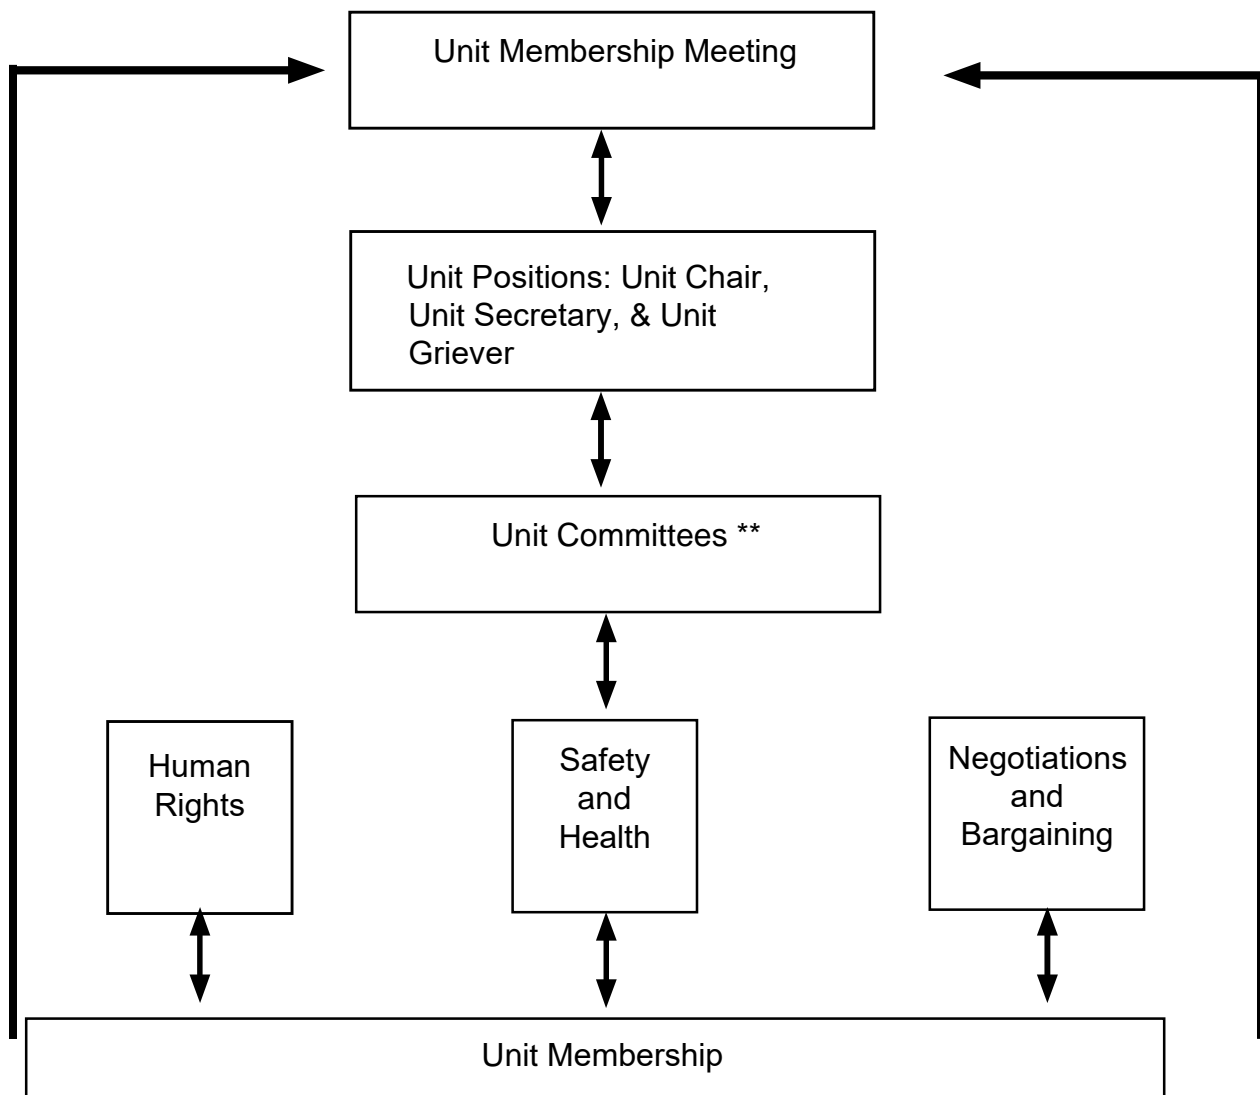 Unit Membership Meeting
Unit Positions: Unit Chair,
Unit Secretary, & Unit
Griever
Unit Committees **
Human
Rights
Safety
and
Health
Negotiations
and
Bargaining
Unit Membership